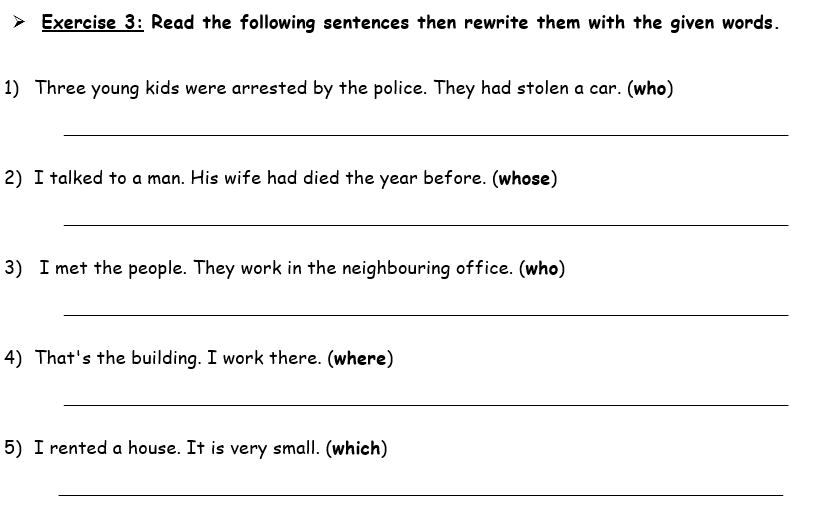 ➢ Exercise 3: Read the following sentences then rewrite them with the given words.
1) Three young kids were arrested by the police. They had stolen a car. (who)
2) I talked to a man. His wife had died the year before. (whose)
3) I met the people. They work in the neighbouring office. (who)
4) That's the building. I work there. (where)
5) I rented a house. It is very small. (which)